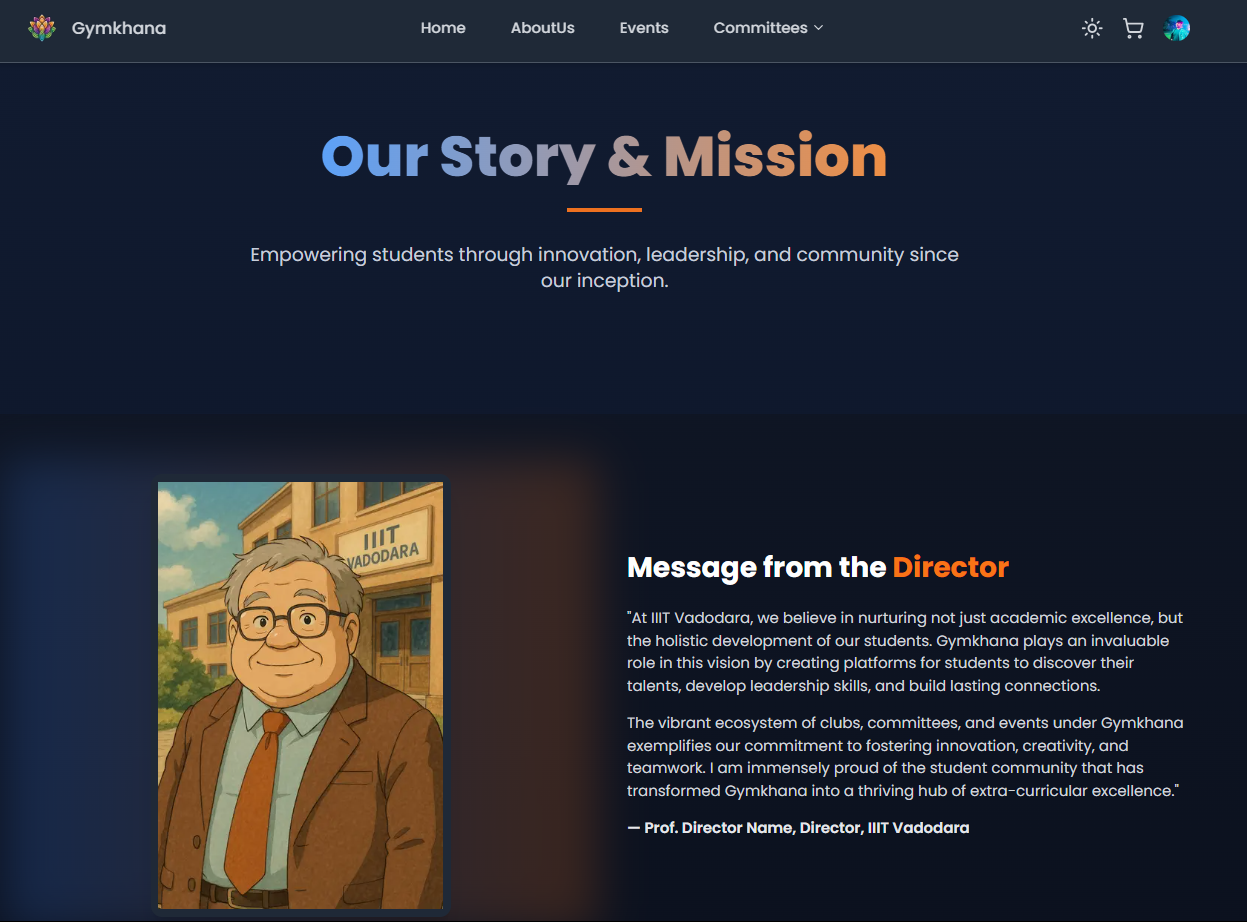 Gymkhana
Home
AboutUs
Events
Committees
Our Story & Mission
Empowering students through innovation, leadership, and community since
our inception.
IIIT
VADODARA
Message from the Director
"At IIIT Vadodara, we believe in nurturing not just academic excellence, but
the holistic development of our students. Gymkhana plays an invaluable
role in this vision by creating platforms for students to discover their
talents, develop leadership skills, and build lasting connections.
The vibrant ecosystem of clubs, committees, and events under Gymkhana
exemplifies our commitment to fostering innovation, creativity, and
teamwork. I am immensely proud of the student community that has
transformed Gymkhana into a thriving hub of extra-curricular excellence."
— Prof. Director Name, Director, IIIT Vadodara